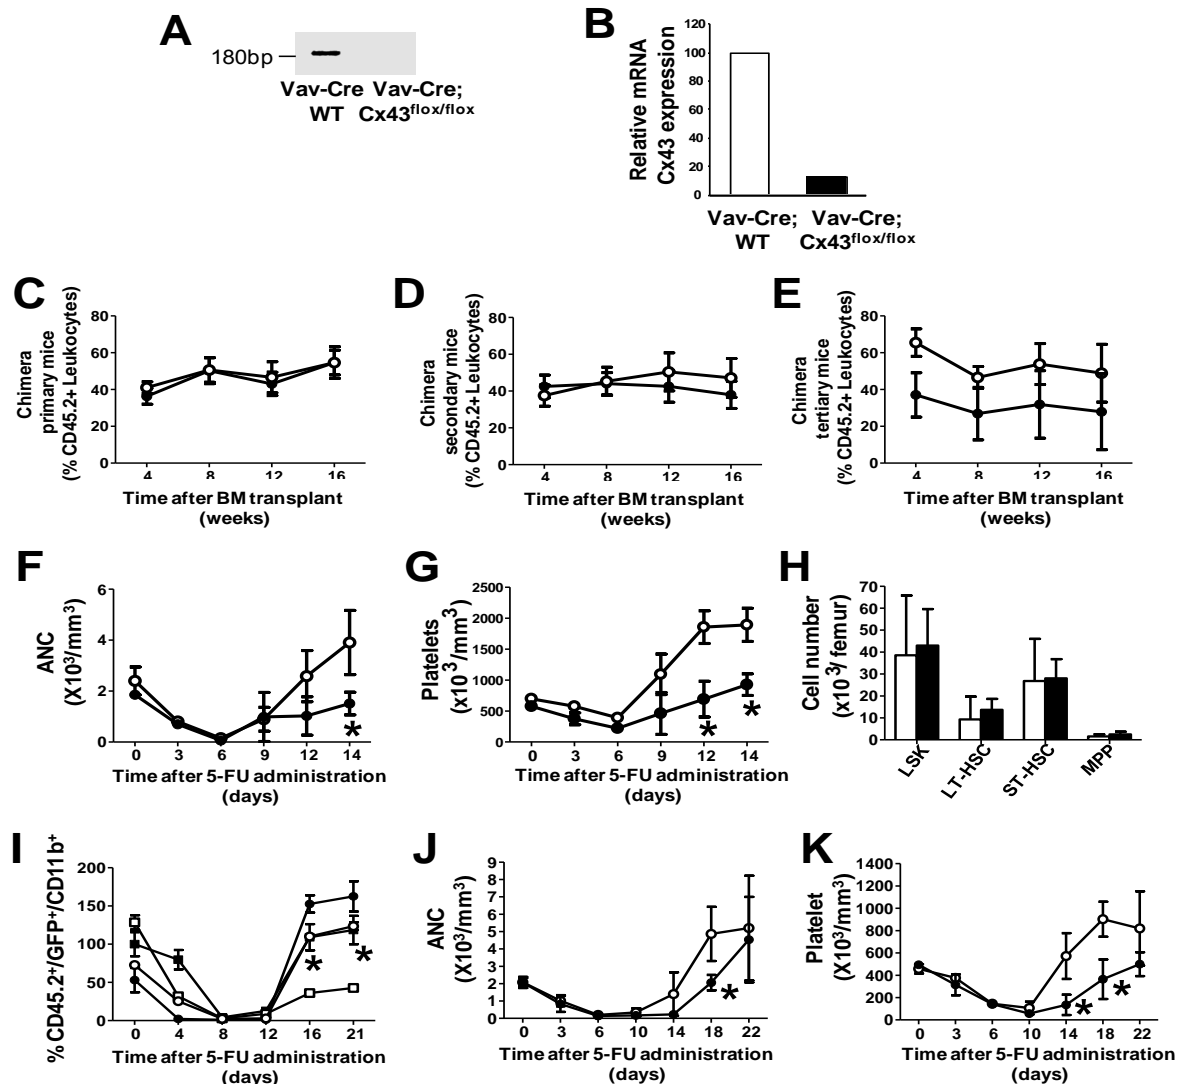 A
180bp
Vav-Cre Vav-Cre;
WT Cx43flox/flox
B
Relative mRNA
Cx43 expression
120
100
80
60
40
20
0
Vav-Cre; Vav-Cre;
WT Cx43flox/flox
C
Chimera
primary mice
(% CD45.2+ Leukocytes)
80
60
40
20
0
4 8 12 16
Time after BM transplant
(weeks)
D
Chimera
secondary mice
(% CD45.2+ Leukocytes)
80
60
40
20
0
4 8 12 16
Time after BM transplant
(weeks)
E
Chimera
tertiary mice
(% CD45.2+ Leukocytes)
80
60
40
20
0
4 8 12 16
Time after BM transplant
(weeks)
F
ANC
(X10³/mm³)
6
4
2
0
0 3 6 9 12 14
*
Time after 5-FU administration
(days)
G
Platelets
(x10³/mm³)
2500
2000
1500
1000
500
0
0 3 6 9 12 14
* *
Time after 5-FU administration
(days)
H
Cell number
(x10³/femur)
70
60
50
40
30
20
10
0
LSK LT-HSC ST-HSC MPP
I
%CD45.2⁺/GFP⁺/CD11b⁺
200
150
100
50
0
0 4 8 12 16 21
* *
Time after 5-FU administration
(days)
J
ANC
(X10³/mm³)
9
8
7
6
5
4
3
2
1
0
0 3 6 10 14 18 22
*
Time after 5-FU administration
(days)
K
Platelet
(X10³/mm³)
1400
1200
1000
800
600
400
200
0
0 3 6 10 14 18 22
* *
Time after 5-FU administration
(days)